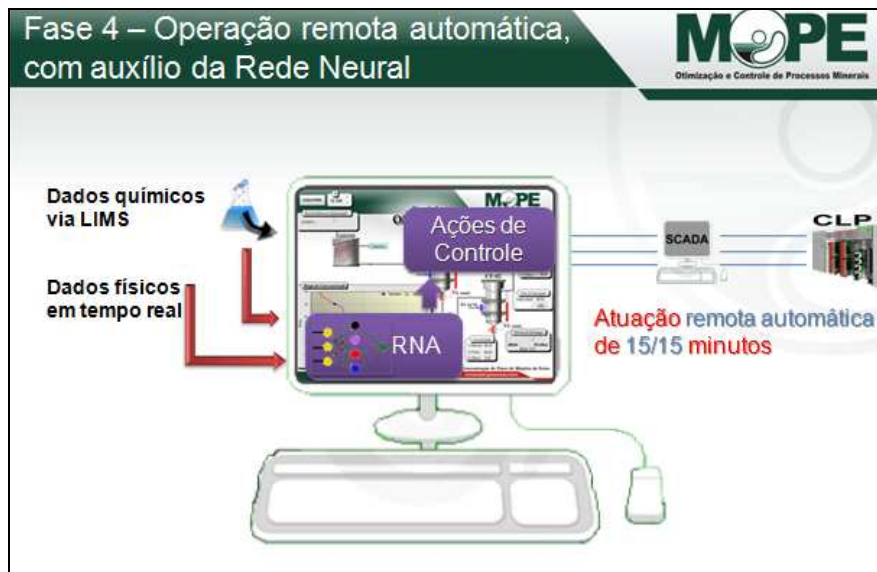 Fase 4 – Operação remota automática,
com auxílio da Rede Neural
MOPE
Otimização e Controle de Processos Minerais
Dados químicos
via LIMS
Dados físicos
em tempo real
MOPE
Ações de
Controle
RNA
SCADA
CLP
Atuação remota automática
de 15/15 minutos